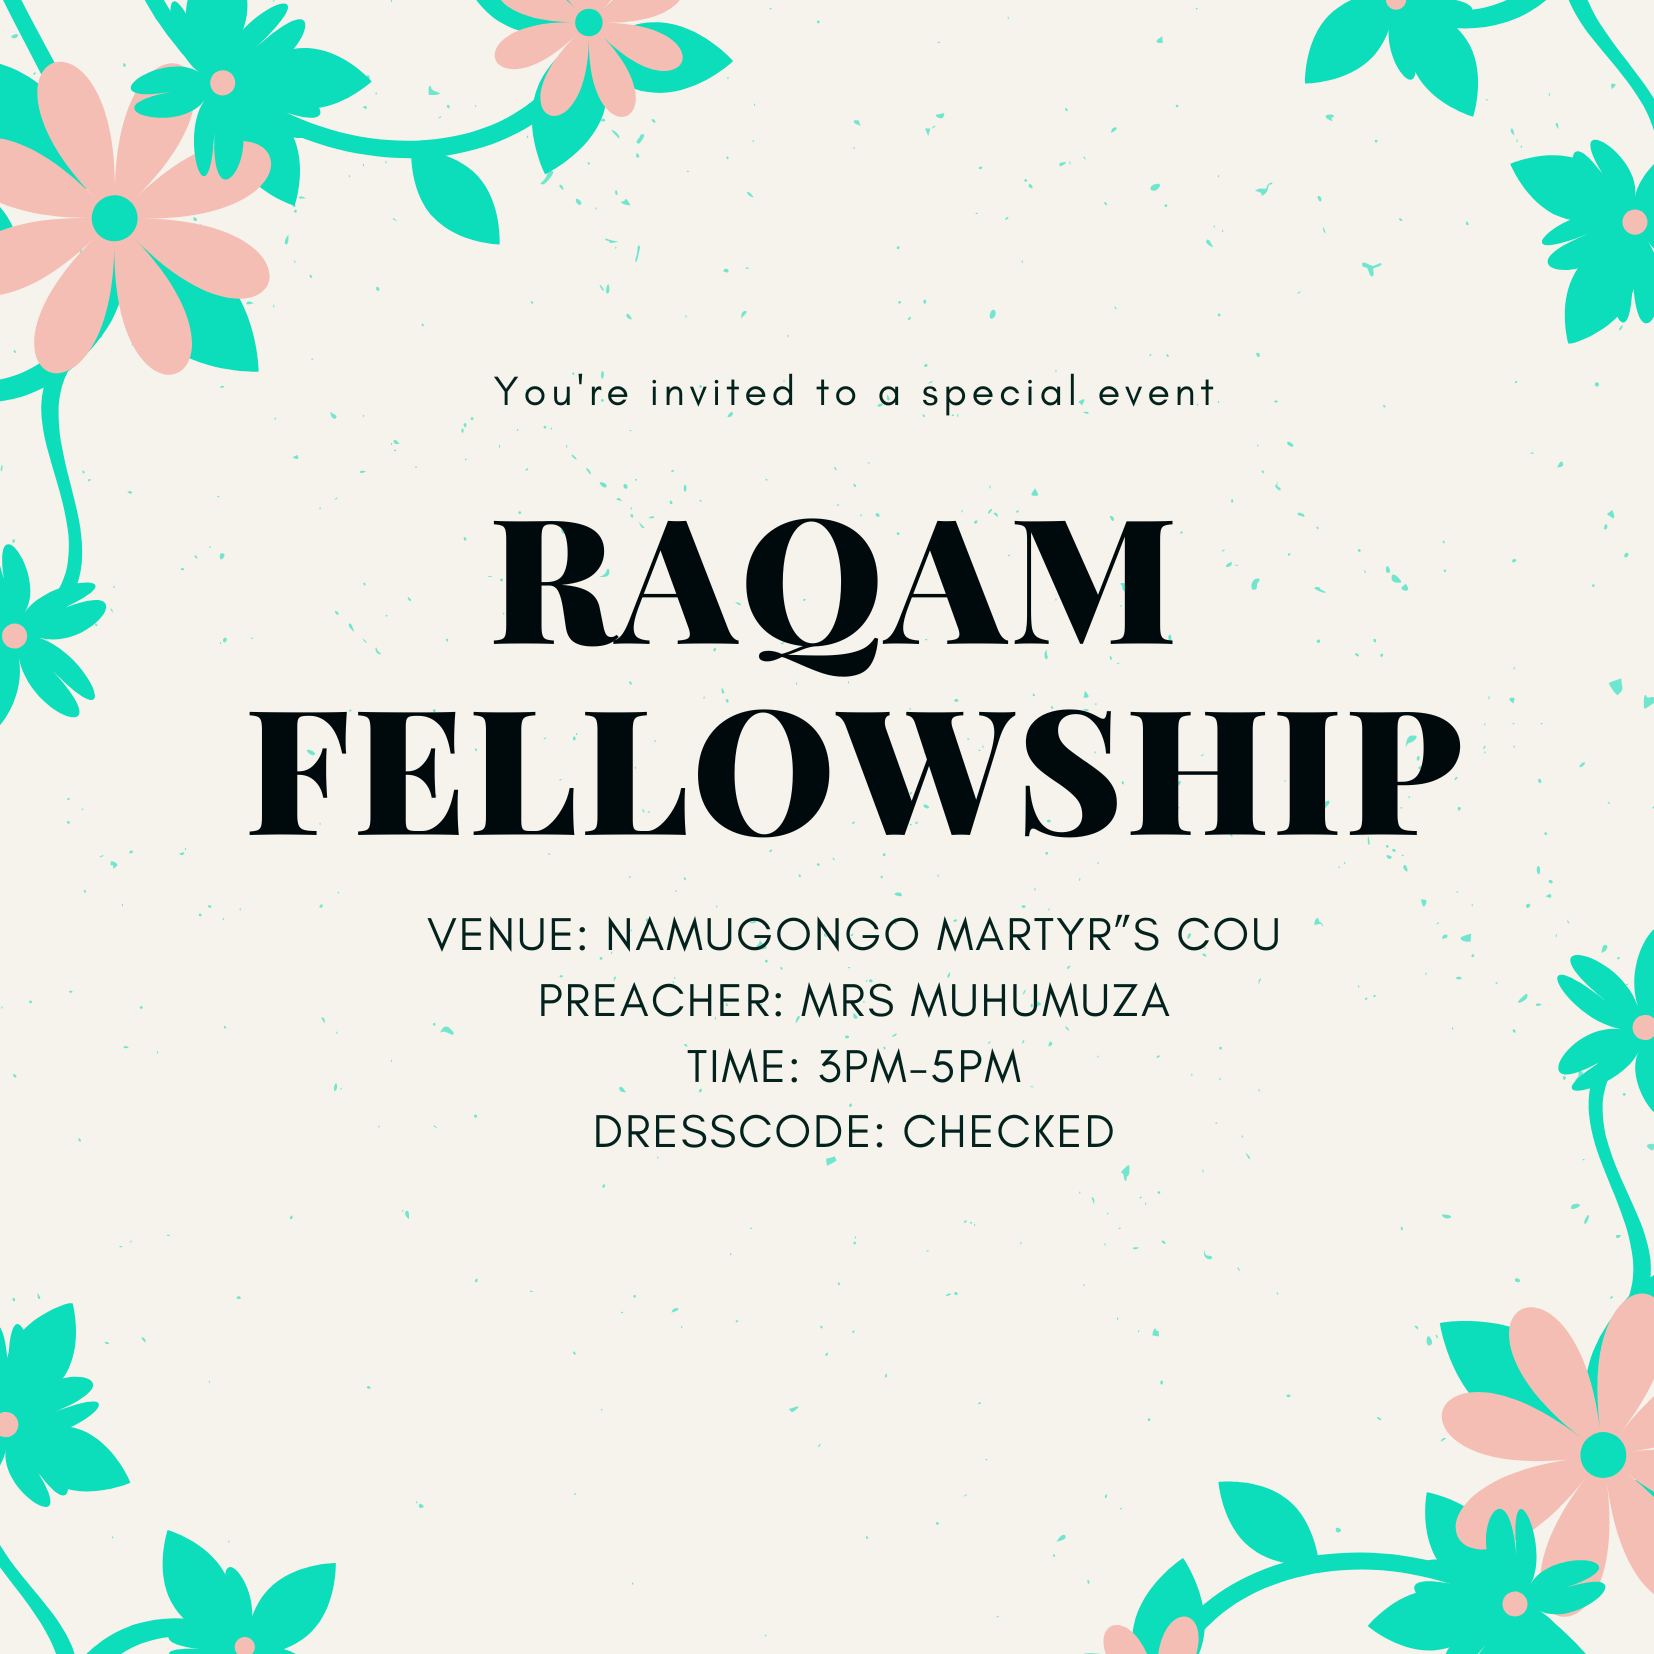 You're invited to a special event
RAQAM
FELLOWSHIP
VENUE: NAMUGONGO MARTYR”S COU
PREACHER: MRS MUHUMUZA
TIME: 3PM-5PM
DRESSCODE: CHECKED